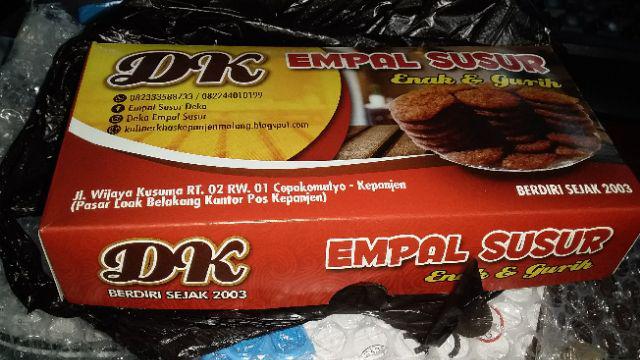 DK
EMPAL SUSUR
Enak & Gurih
082333588733 / 082244010199
Empal Susur Deka
Deka Empal Susur
kulinerkhaskepanjenmalang.blogspot.com
Jl. Wijaya Kusuma RT. 02 RW. 01 Cepokomulyo - Kepanjen
(Pasar Loak Belakang Kantor Pos Kepanjen)
BERDIRI SEJAK 2003
DK
BERDIRI SEJAK 2003
EMPAL SUSUR
Enak & Gurih